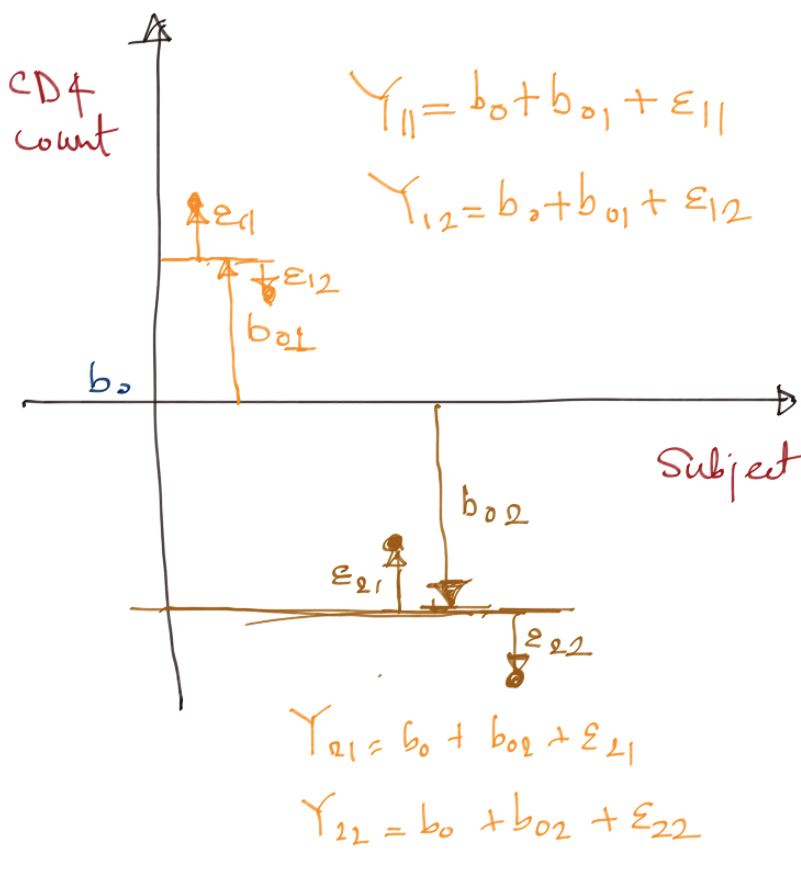 CD4
count
Y11 = b0 + b01 + ε11
Y12 = b0 + b01 + ε12
ε11
ε12
b01
b0
Subject
b02
ε21
ε22
Y21 = b0 + b02 + ε21
Y22 = b0 + b02 + ε22